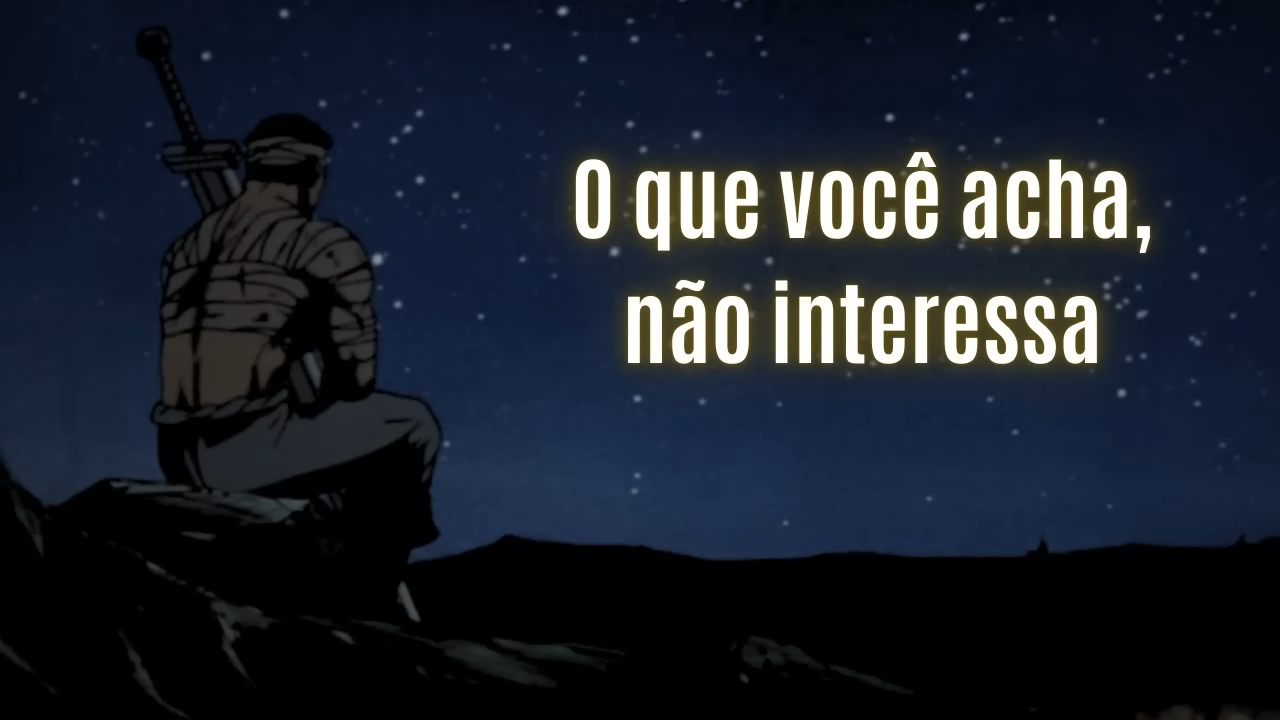 O que você acha,
não interessa